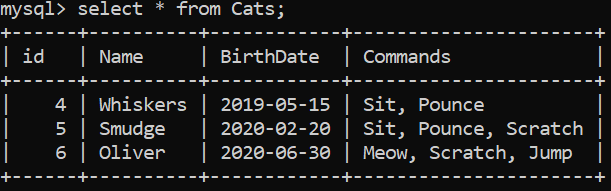 mysql> select * from Cats;
+------+----------+------------+-----------------------+
| id   | Name     | BirthDate  | Commands              |
+------+----------+------------+-----------------------+
|    4 | Whiskers | 2019-05-15 | Sit, Pounce           |
|    5 | Smudge   | 2020-02-20 | Sit, Pounce, Scratch  |
|    6 | Oliver   | 2020-06-30 | Meow, Scratch, Jump   |
+------+----------+------------+-----------------------+